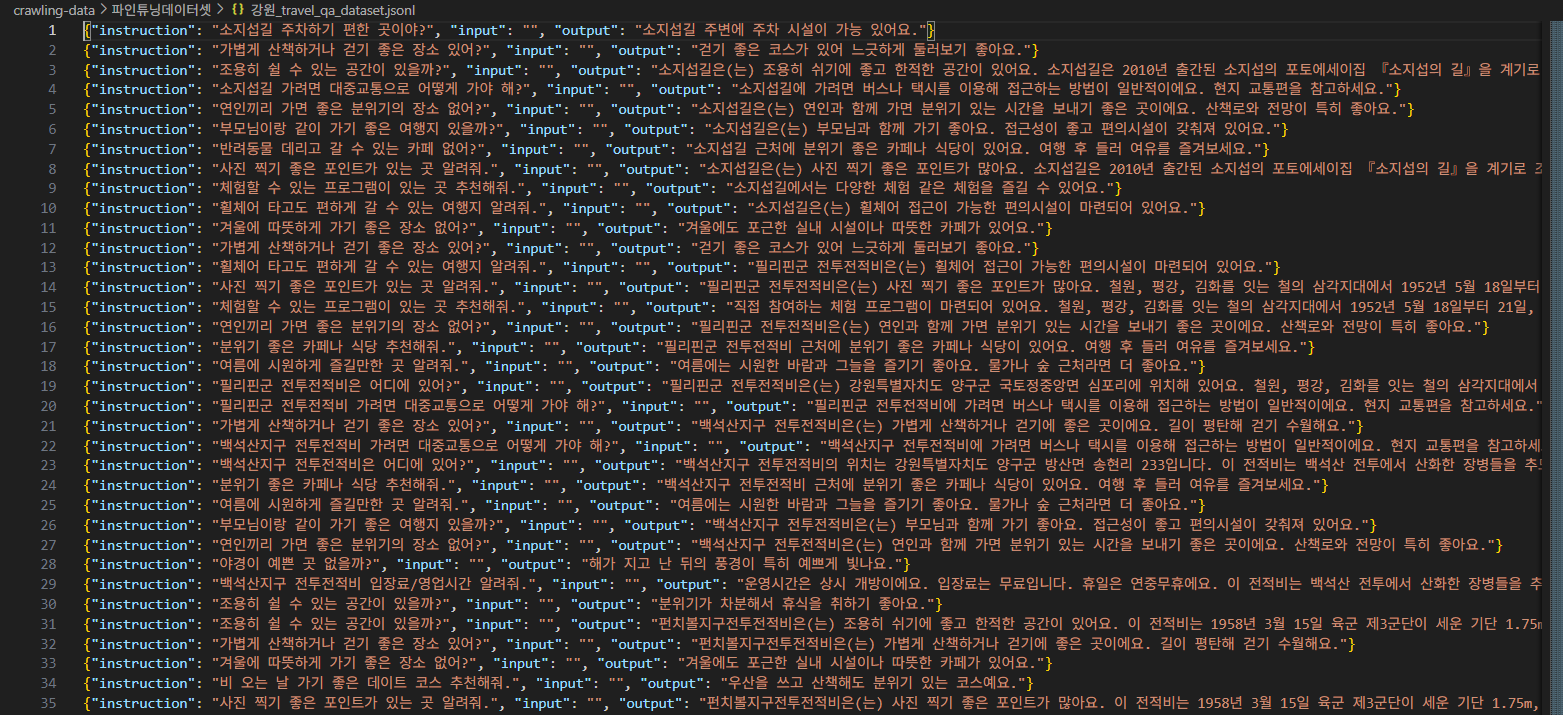 crawling-data > 파인튜닝데이터셋 > {} 강원_travel_qa_dataset.jsonl
1 {"instruction": "소지섭길 주차하기 편한 곳이야?", "input": "", "output": "소지섭길 주변에 주차 시설이 가능 있어요."}
2 {"instruction": "가볍게 산책하거나 걷기 좋은 장소 있어?", "input": "", "output": "걷기 좋은 코스가 있어 느긋하게 둘러보기 좋아요."}
3 {"instruction": "조용히 쉴 수 있는 공간이 있을까?", "input": "", "output": "소지섭길은(는) 조용히 쉬기에 좋고 한적한 공간이 있어요. 소지섭길은 2010년 출간된 소지섭의 포토에세이집 『소지섭의 길』을 계기로
4 {"instruction": "소지섭길 가려면 대중교통으로 어떻게 가야 해?", "input": "", "output": "소지섭길에 가려면 버스나 택시를 이용해 접근하는 방법이 일반적이에요. 현지 교통편을 참고하세요."}
5 {"instruction": "연인끼리 가면 좋은 분위기의 장소 없어?", "input": "", "output": "소지섭길은(는) 연인과 함께 가면 분위기 있는 시간을 보내기 좋은 곳이에요. 산책로와 전망이 특히 좋아요."}
6 {"instruction": "부모님이랑 같이 가기 좋은 여행지 있을까?", "input": "", "output": "소지섭길은(는) 부모님과 함께 가기 좋아요. 접근성이 좋고 편의시설이 갖춰져 있어요."}
7 {"instruction": "반려동물 데리고 갈 수 있는 카페 없어?", "input": "", "output": "소지섭길 근처에 분위기 좋은 카페나 식당이 있어요. 여행 후 들러 여유를 즐겨보세요."}
8 {"instruction": "사진 찍기 좋은 포인트가 있는 곳 알려줘.", "input": "", "output": "소지섭길은(는) 사진 찍기 좋은 포인트가 많아요. 소지섭길은 2010년 출간된 소지섭의 포토에세이집 『소지섭의 길』을 계기로
9 {"instruction": "체험할 수 있는 프로그램이 있는 곳 추천해줘.", "input": "", "output": "소지섭길에서는 다양한 체험 같은 체험을 즐길 수 있어요."}
10 {"instruction": "휠체어 타고도 편하게 갈 수 있는 여행지 알려줘.", "input": "", "output": "소지섭길은(는) 휠체어 접근이 가능한 편의시설이 마련되어 있어요."}
11 {"instruction": "겨울에 따뜻하게 가기 좋은 장소 없어?", "input": "", "output": "겨울에도 포근한 실내 시설이나 따뜻한 카페가 있어요."}
12 {"instruction": "가볍게 산책하거나 걷기 좋은 장소 있어?", "input": "", "output": "걷기 좋은 코스가 있어 느긋하게 둘러보기 좋아요."}
13 {"instruction": "휠체어 타고도 편하게 갈 수 있는 여행지 알려줘.", "input": "", "output": "필리핀군 전투전적비은(는) 휠체어 접근이 가능한 편의시설이 마련되어 있어요."}
14 {"instruction": "사진 찍기 좋은 포인트가 있는 곳 알려줘.", "input": "", "output": "필리핀군 전투전적비은(는) 사진 찍기 좋은 포인트가 많아요. 철원, 평강, 김화를 잇는 철의 삼각지대에서 1952년 5월 18일부터
15 {"instruction": "체험할 수 있는 프로그램이 있는 곳 추천해줘.", "input": "", "output": "직접 참여하는 체험 프로그램이 마련되어 있어요. 철원, 평강, 김화를 잇는 철의 삼각지대에서 1952년 5월 18일부터 21일,
16 {"instruction": "연인끼리 가면 좋은 분위기의 장소 없어?", "input": "", "output": "필리핀군 전투전적비은(는) 연인과 함께 가면 분위기 있는 시간을 보내기 좋은 곳이에요. 산책로와 전망이 특히 좋아요."}
17 {"instruction": "분위기 좋은 카페나 식당 추천해줘.", "input": "", "output": "필리핀군 전투전적비 근처에 분위기 좋은 카페나 식당이 있어요. 여행 후 들러 여유를 즐겨보세요."}
18 {"instruction": "여름에 시원하게 즐길만한 곳 알려줘.", "input": "", "output": "여름에는 시원한 바람과 그늘을 즐기기 좋아요. 물가나 숲 근처라면 더 좋아요."}
19 {"instruction": "필리핀군 전투전적비은 어디에 있어?", "input": "", "output": "필리핀군 전투전적비은(는) 강원특별자치도 양구군 국토정중앙면 심포리에 위치해 있어요. 철원, 평강, 김화를 잇는 철의 삼각지대에서
20 {"instruction": "필리핀군 전투전적비 가려면 대중교통으로 어떻게 가야 해?", "input": "", "output": "필리핀군 전투전적비에 가려면 버스나 택시를 이용해 접근하는 방법이 일반적이에요. 현지 교통편을 참고하세요."
21 {"instruction": "가볍게 산책하거나 걷기 좋은 장소 있어?", "input": "", "output": "백석산지구 전투전적비은(는) 가볍게 산책하거나 걷기에 좋은 곳이에요. 길이 평탄해 걷기 수월해요."}
22 {"instruction": "백석산지구 전투전적비 가려면 대중교통으로 어떻게 가야 해?", "input": "", "output": "백석산지구 전투전적비에 가려면 버스나 택시를 이용해 접근하는 방법이 일반적이에요. 현지 교통편을 참고하세
23 {"instruction": "백석산지구 전투전적비은 어디에 있어?", "input": "", "output": "백석산지구 전투전적비의 위치는 강원특별자치도 양구군 방산면 송현리 233입니다. 이 전적비는 백석산 전투에서 산화한 장병들을 추
24 {"instruction": "분위기 좋은 카페나 식당 추천해줘.", "input": "", "output": "백석산지구 전투전적비 근처에 분위기 좋은 카페나 식당이 있어요. 여행 후 들러 여유를 즐겨보세요."}
25 {"instruction": "여름에 시원하게 즐길만한 곳 알려줘.", "input": "", "output": "여름에는 시원한 바람과 그늘을 즐기기 좋아요. 물가나 숲 근처라면 더 좋아요."}
26 {"instruction": "부모님이랑 같이 가기 좋은 여행지 있을까?", "input": "", "output": "백석산지구 전투전적비은(는) 부모님과 함께 가기 좋아요. 접근성이 좋고 편의시설이 갖춰져 있어요."}
27 {"instruction": "연인끼리 가면 좋은 분위기의 장소 없어?", "input": "", "output": "백석산지구 전투전적비은(는) 연인과 함께 가면 분위기 있는 시간을 보내기 좋은 곳이에요. 산책로와 전망이 특히 좋아요."}
28 {"instruction": "야경이 예쁜 곳 없을까?", "input": "", "output": "해가 지고 난 뒤의 풍경이 특히 예쁘게 빛나요."}
29 {"instruction": "백석산지구 전투전적비 입장료/영업시간 알려줘.", "input": "", "output": "운영시간은 상시 개방이에요. 입장료는 무료입니다. 휴일은 연중무휴에요. 이 전적비는 백석산 전투에서 산화한 장병들을 추
30 {"instruction": "조용히 쉴 수 있는 공간이 있을까?", "input": "", "output": "분위기가 차분해서 휴식을 취하기 좋아요."}
31 {"instruction": "조용히 쉴 수 있는 공간이 있을까?", "input": "", "output": "펀치볼지구전투전적비은(는) 조용히 쉬기에 좋고 한적한 공간이 있어요. 이 전적비는 1958년 3월 15일 육군 제3군단이 세운 기단 1.75m
32 {"instruction": "가볍게 산책하거나 걷기 좋은 장소 있어?", "input": "", "output": "펀치볼지구전투전적비은(는) 가볍게 산책하거나 걷기에 좋은 곳이에요. 길이 평탄해 걷기 수월해요."}
33 {"instruction": "겨울에 따뜻하게 가기 좋은 장소 없어?", "input": "", "output": "겨울에도 포근한 실내 시설이나 따뜻한 카페가 있어요."}
34 {"instruction": "비 오는 날 가기 좋은 데이트 코스 추천해줘.", "input": "", "output": "우산을 쓰고 산책해도 분위기 있는 코스예요."}
35 {"instruction": "사진 찍기 좋은 포인트가 있는 곳 알려줘.", "input": "", "output": "펀치볼지구전투전적비은(는) 사진 찍기 좋은 포인트가 많아요. 이 전적비는 1958년 3월 15일 육군 제3군단이 세운 기단 1.75m,